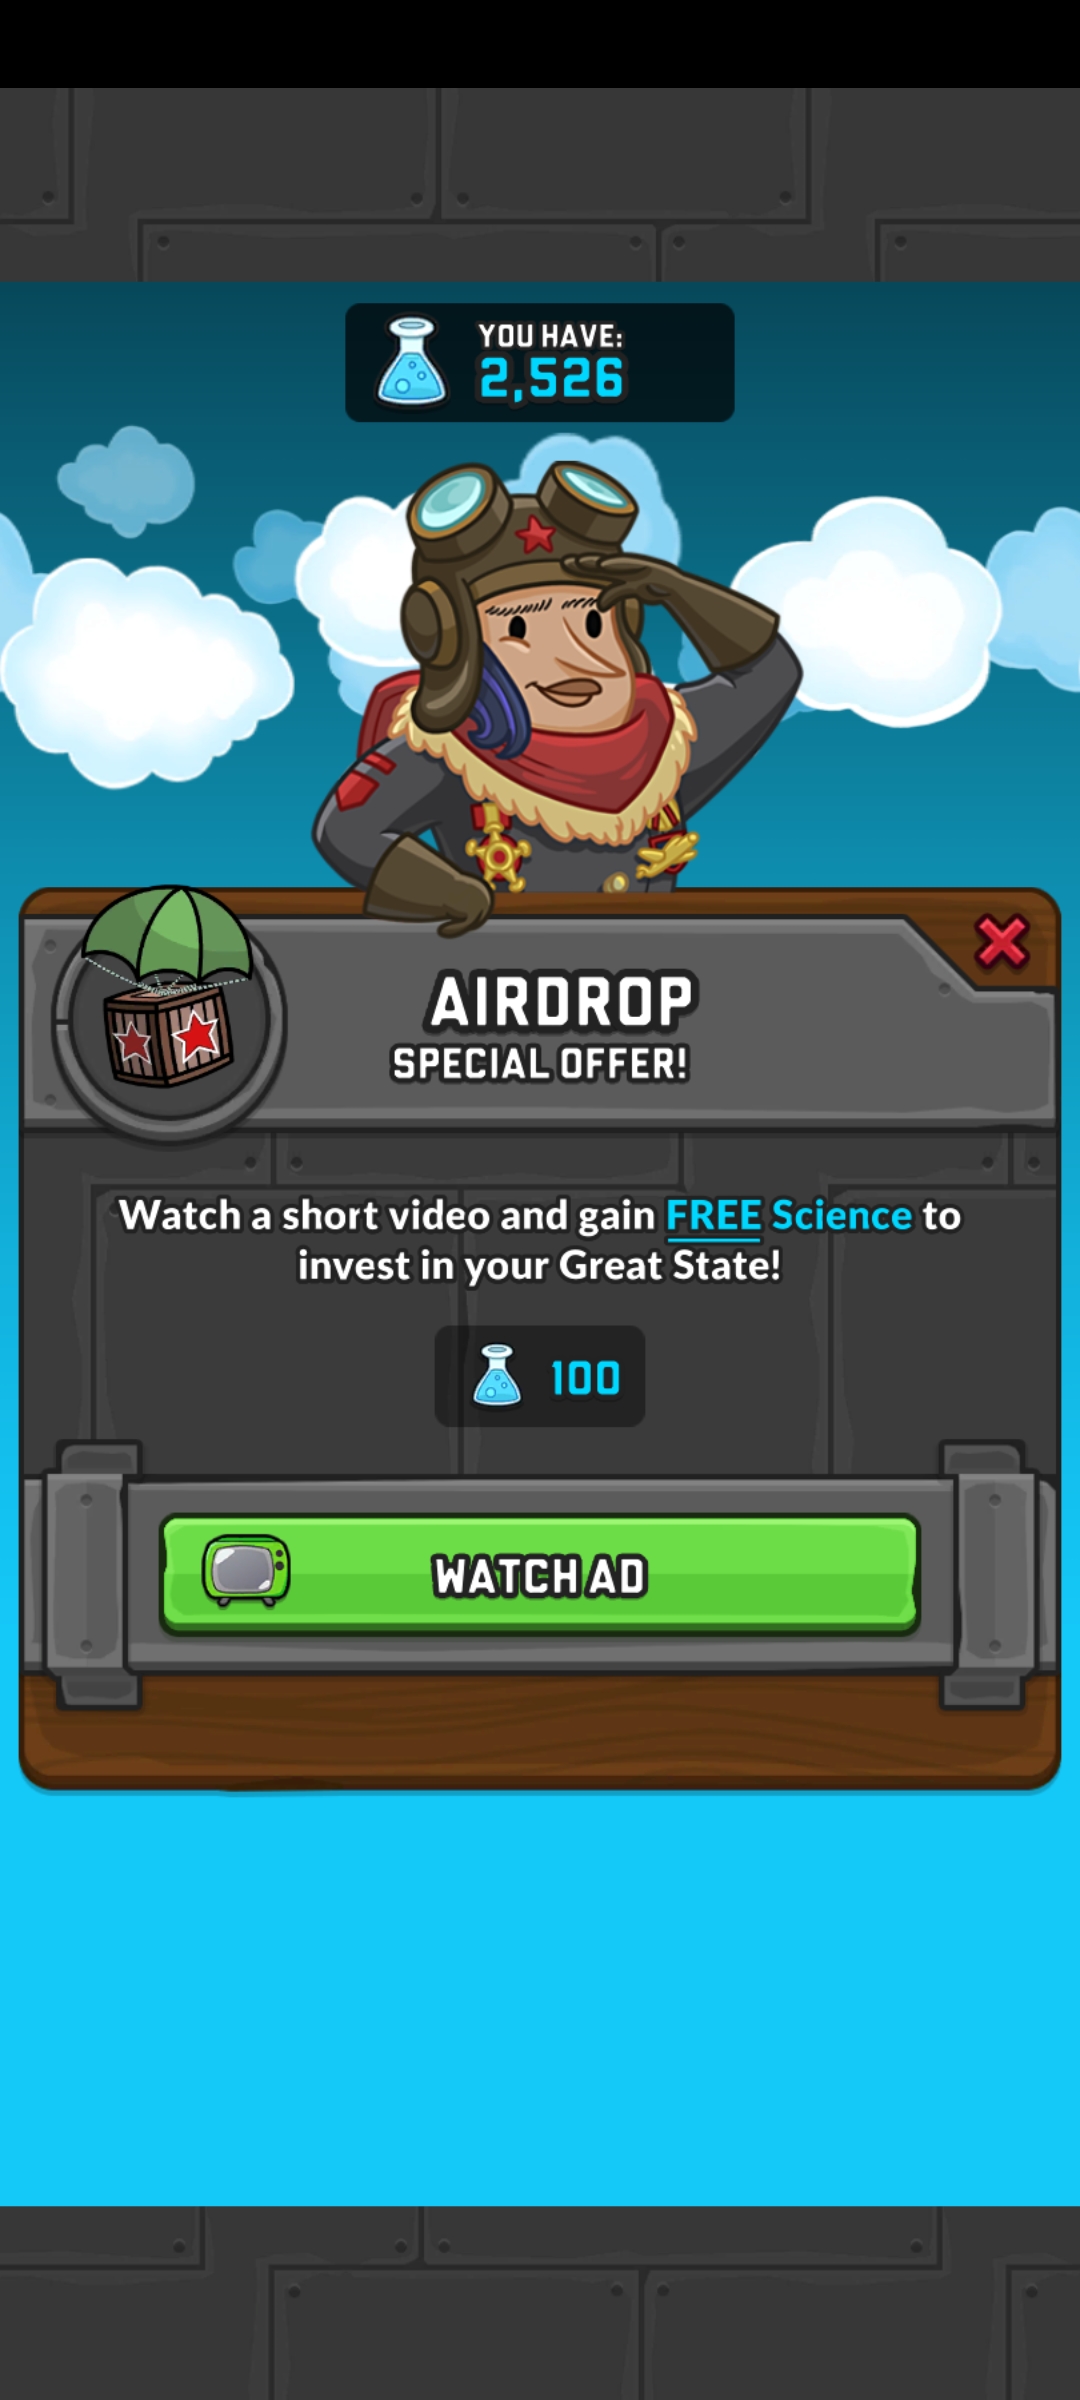 YOU HAVE:
2,526
AIRDROP
SPECIAL OFFER!
Watch a short video and gain FREE Science to
invest in your Great State!
100
WATCH AD